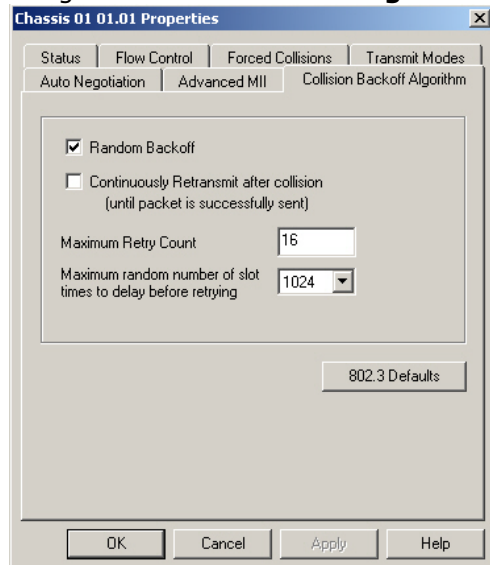 Chassis 01 01.01 Properties
Status Flow Control Forced Collisions Transmit Modes
Auto Negotiation Advanced MII Collision Backoff Algorithm
Random Backoff
Continuously Retransmit after collision
(until packet is successfully sent)
Maximum Retry Count 16
Maximum random number of slot
times to delay before retrying 1024
802.3 Defaults
OK Cancel Apply Help